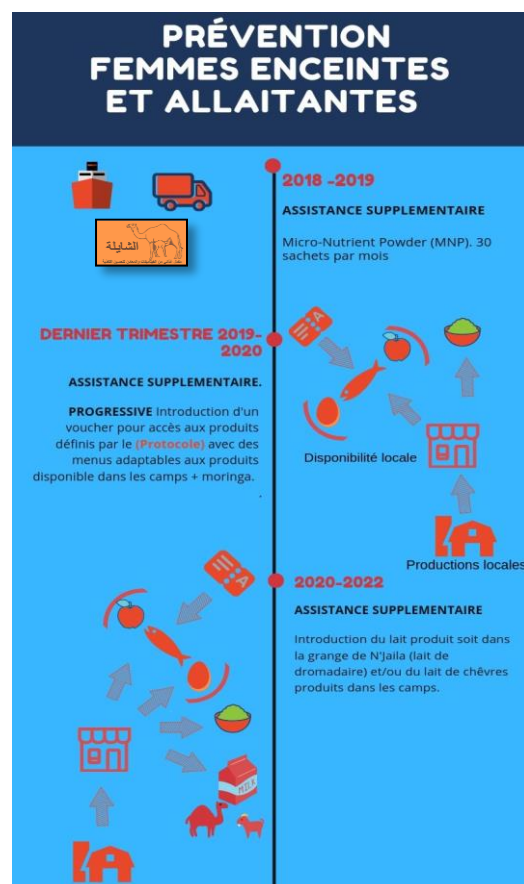 PRÉVENTION
FEMMES ENCEINTES
ET ALLAITANTES
2018 -2019
ASSISTANCE SUPPLEMENTAIRE
Micro-Nutrient Powder (MNP). 30
sachets par mois
الشايلة
DERNIER TRIMESTRE 2019-
2020
ASSISTANCE SUPPLEMENTAIRE.
PROGRESSIVE Introduction d'un
voucher pour accès aux produits
définis par le (Protocole) avec des
menus adaptables aux produits
disponible dans les camps + moringa.
.
A
Disponibilité locale
Productions locales
2020-2022
ASSISTANCE SUPPLEMENTAIRE
Introduction du lait produit soit dans
la grange de N'Jaila (lait de
dromadaire) et/ou du lait de chêvres
produits dans les camps.
A
MILK